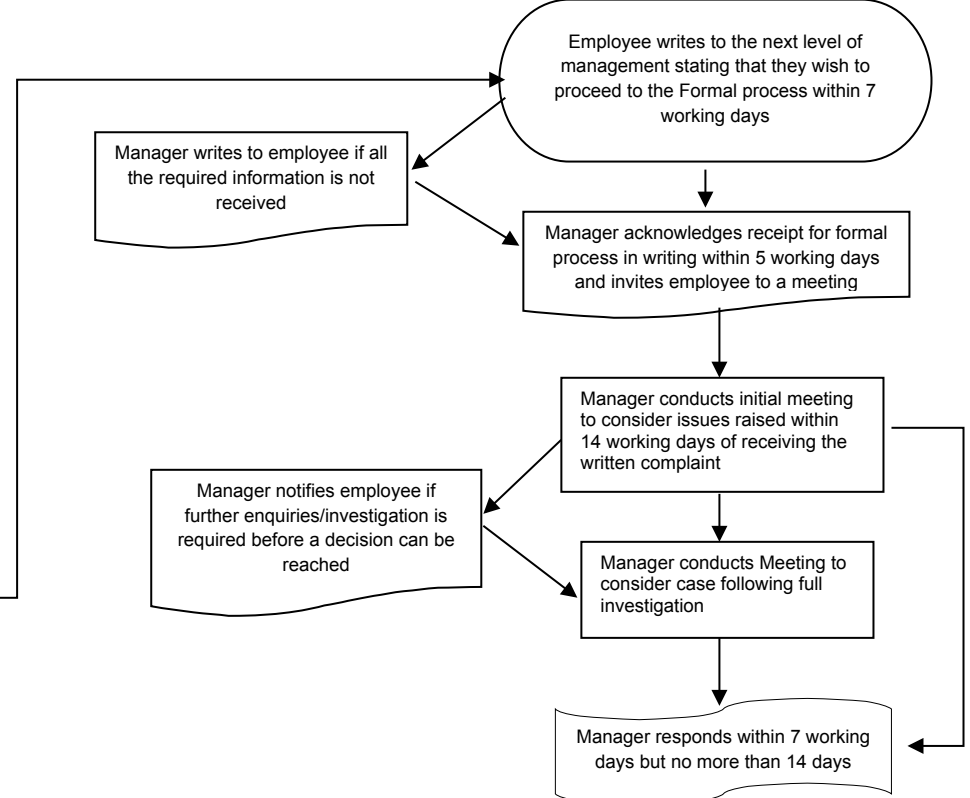 Employee writes to the next level of
management stating that they wish to
proceed to the Formal process within 7
working days
Manager writes to employee if all
the required information is not
received
Manager acknowledges receipt for formal
process in writing within 5 working days
and invites employee to a meeting
Manager conducts initial meeting
to consider issues raised within
14 working days of receiving the
written complaint
Manager notifies employee if
further enquiries/investigation is
required before a decision can be
reached
Manager conducts Meeting to
consider case following full
investigation
Manager responds within 7 working
days but no more than 14 days